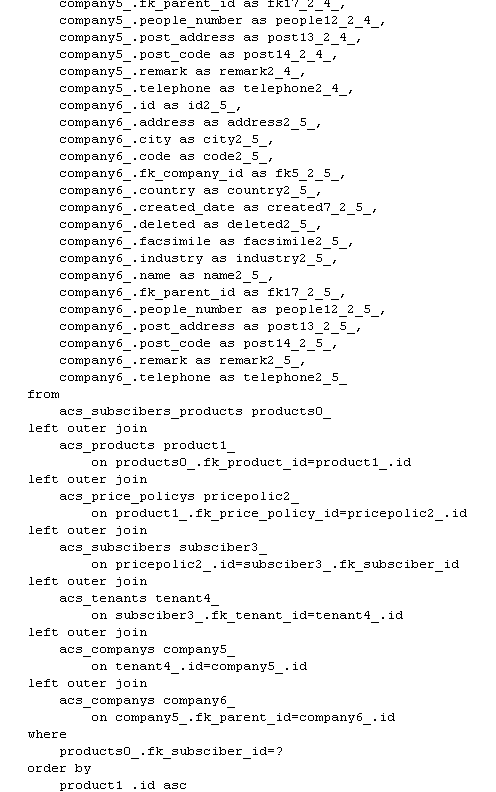 company5_.fk_parent_id as fk17_2_4_,
company5_.people_number as people12_2_4_,
company5_.post_address as post13_2_4_,
company5_.post_code as post14_2_4_,
company5_.remark as remark2_4_,
company5_.telephone as telephone2_4_,
company6_.id as id2_5_,
company6_.address as address2_5_,
company6_.city as city2_5_,
company6_.code as code2_5_,
company6_.fk_company_id as fk5_2_5_,
company6_.country as country2_5_,
company6_.created_date as created7_2_5_,
company6_.deleted as deleted2_5_,
company6_.facsimile as facsimile2_5_,
company6_.industry as industry2_5_,
company6_.name as name2_5_,
company6_.fk_parent_id as fk17_2_5_,
company6_.people_number as people12_2_5_,
company6_.post_address as post13_2_5_,
company6_.post_code as post14_2_5_,
company6_.remark as remark2_5_,
company6_.telephone as telephone2_5_
from
acs_subscibers_products products0_
left outer join
acs_products product1_
on products0_.fk_product_id=product1_.id
left outer join
acs_price_policys pricepolic2_
on product1_.fk_price_policy_id=pricepolic2_.id
left outer join
acs_subscibers subsciber3_
on pricepolic2_.id=subsciber3_.fk_subsciber_id
left outer join
acs_tenants tenant4_
on subsciber3_.fk_tenant_id=tenant4_.id
left outer join
acs_companys company5_
on tenant4_.id=company5_.id
left outer join
acs_companys company6_
on company5_.fk_parent_id=company6_.id
where
products0_.fk_subsciber_id=?
order by
product1_.id asc